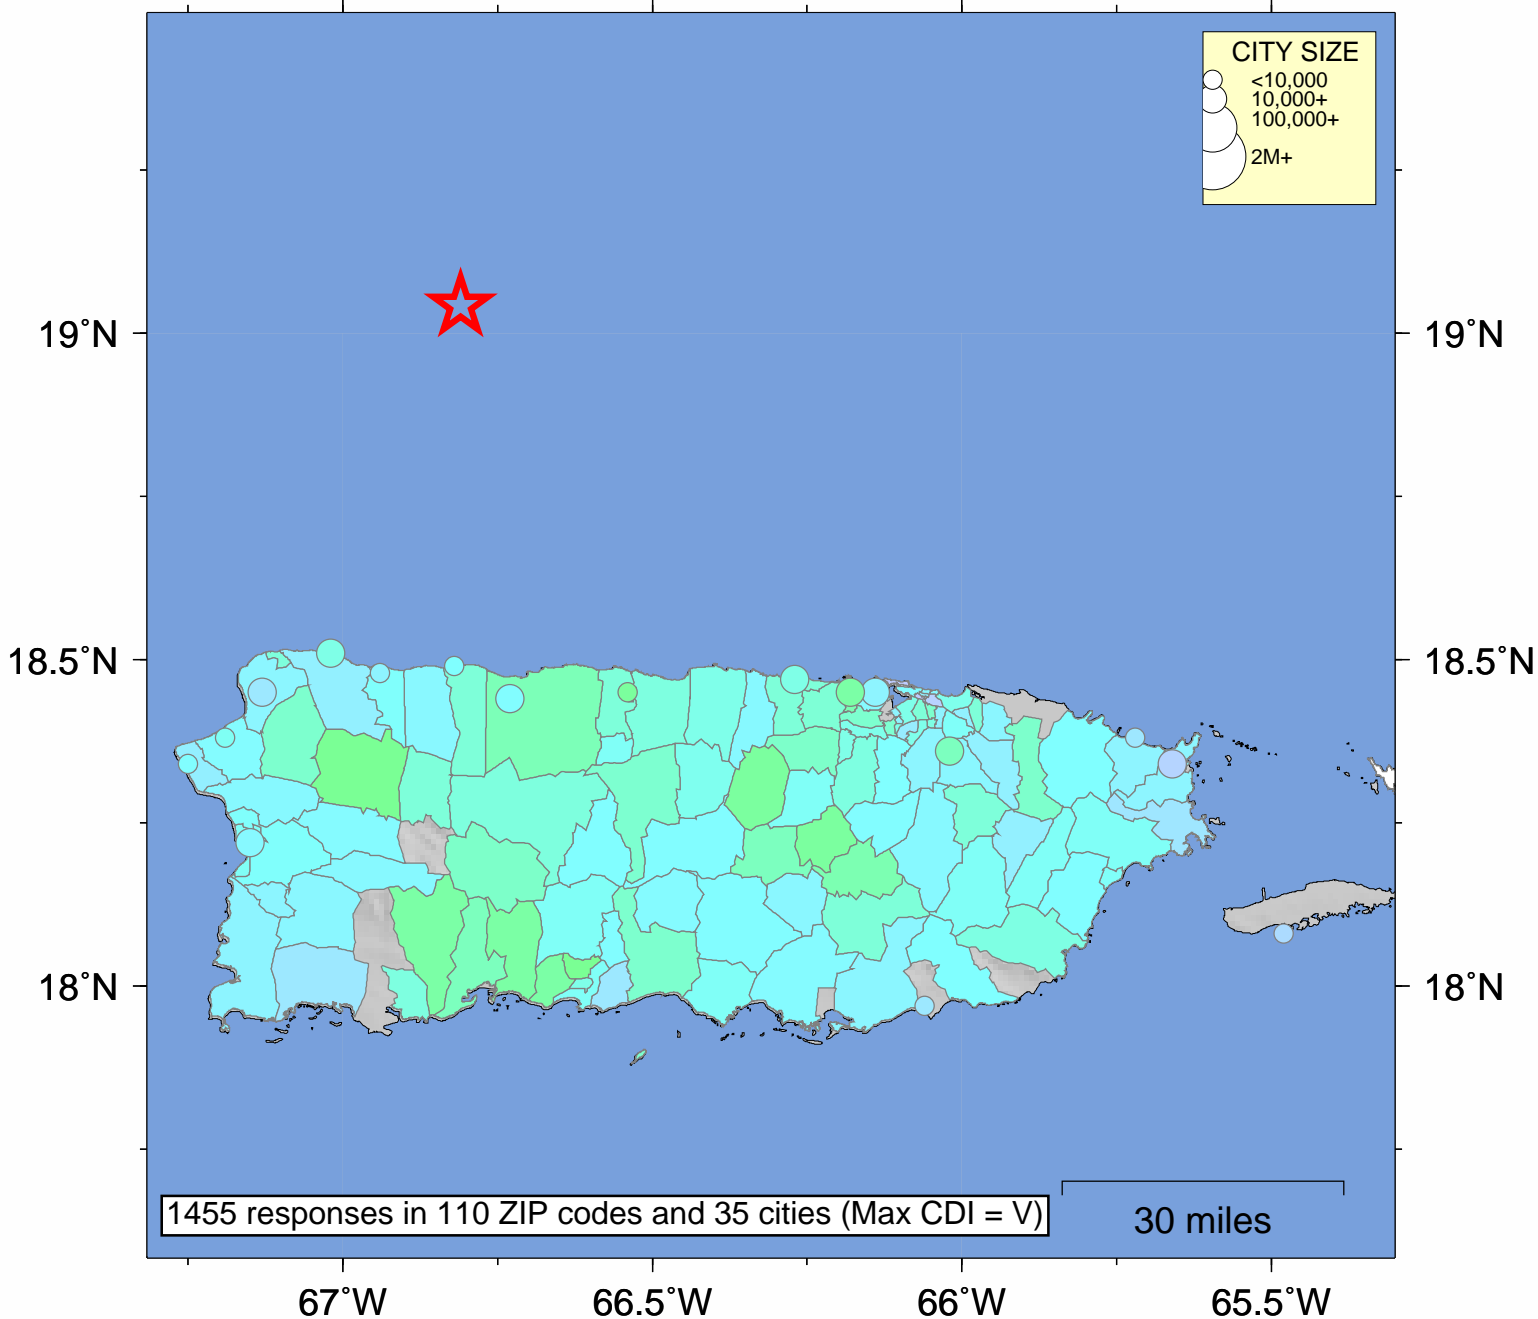 CITY SIZE
<10,000
10,000+
100,000+
2M+
19˚N
19˚N
18.5˚N
18.5˚N
18˚N
18˚N
1455 responses in 110 ZIP codes and 35 cities (Max CDI = V)
30 miles
67˚W
66.5˚W
66˚W
65.5˚W